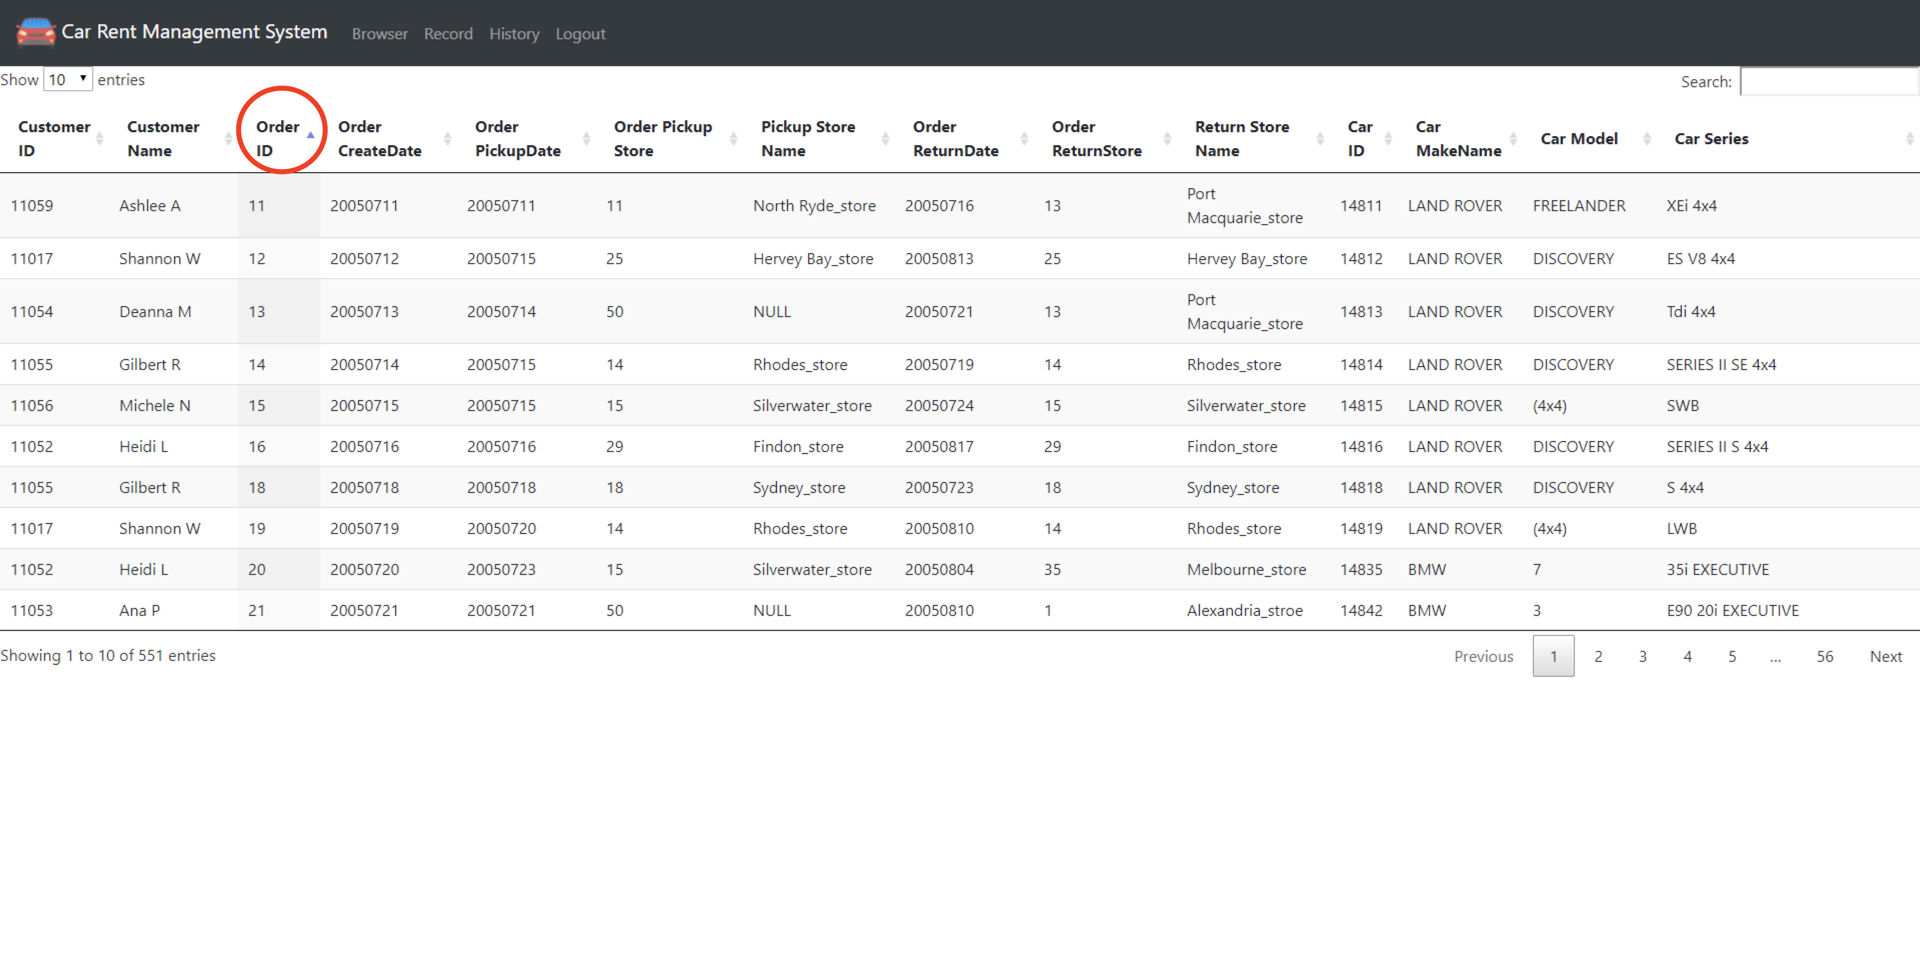 Car Rent Management System Browser Record History Logout
Show 10 entries Search:
Customer ID Customer Name Order ID Order CreateDate Order PickupDate Order Pickup Store Pickup Store Name Order ReturnDate Order ReturnStore Return Store Name Car ID Car MakeName Car Model Car Series
11059 Ashlee A 11 20050711 20050711 11 North Ryde_store 20050716 13 Port Macquarie_store 14811 LAND ROVER FREELANDER XEi 4x4
11017 Shannon W 12 20050712 20050715 25 Hervey Bay_store 20050813 25 Hervey Bay_store 14812 LAND ROVER DISCOVERY ES V8 4x4
11054 Deanna M 13 20050713 20050714 50 NULL 20050721 13 Port Macquarie_store 14813 LAND ROVER DISCOVERY Tdi 4x4
11055 Gilbert R 14 20050714 20050715 14 Rhodes_store 20050719 14 Rhodes_store 14814 LAND ROVER DISCOVERY SERIES II SE 4x4
11056 Michele N 15 20050715 20050715 15 Silverwater_store 20050724 15 Silverwater_store 14815 LAND ROVER (4x4) SWB
11052 Heidi L 16 20050716 20050716 29 Findon_store 20050817 29 Findon_store 14816 LAND ROVER DISCOVERY SERIES II S 4x4
11055 Gilbert R 18 20050718 20050718 18 Sydney_store 20050723 18 Sydney_store 14818 LAND ROVER DISCOVERY S 4x4
11017 Shannon W 19 20050719 20050720 14 Rhodes_store 20050810 14 Rhodes_store 14819 LAND ROVER (4x4) LWB
11052 Heidi L 20 20050720 20050723 15 Silverwater_store 20050804 35 Melbourne_store 14835 BMW 7 35i EXECUTIVE
11053 Ana P 21 20050721 20050721 50 NULL 20050810 1 Alexandria_stroe 14842 BMW 3 E90 20i EXECUTIVE
Showing 1 to 10 of 551 entries Previous 1 2 3 4 5 ... 56 Next